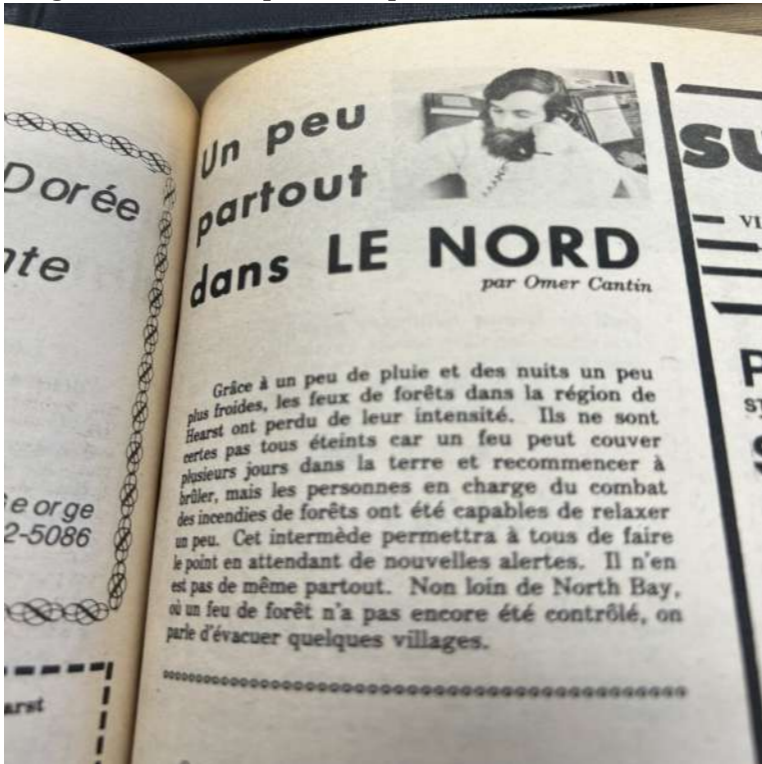 Dorée
nte
eorge
2-5086
arst
Un peu
partout
dans LE NORD
par Omer Cantin
Grâce à un peu de pluie et des nuits un peu
plus froides, les feux de forêts dans la région de
Hearst ont perdu de leur intensité. Ils ne sont
certes pas tous éteints car un feu peut couver
plusieurs jours dans la terre et recommencer à
brûler, mais les personnes en charge du combat
des incendies de forêts ont été capables de relaxer
un peu. Cet intermède permettra à tous de faire
le point en attendant de nouvelles alertes. Il n'en
est pas de même partout. Non loin de North Bay,
où un feu de forêt n'a pas encore été contrôlé, on
parle d'évacuer quelques villages.
SU
VI
P
ST
S